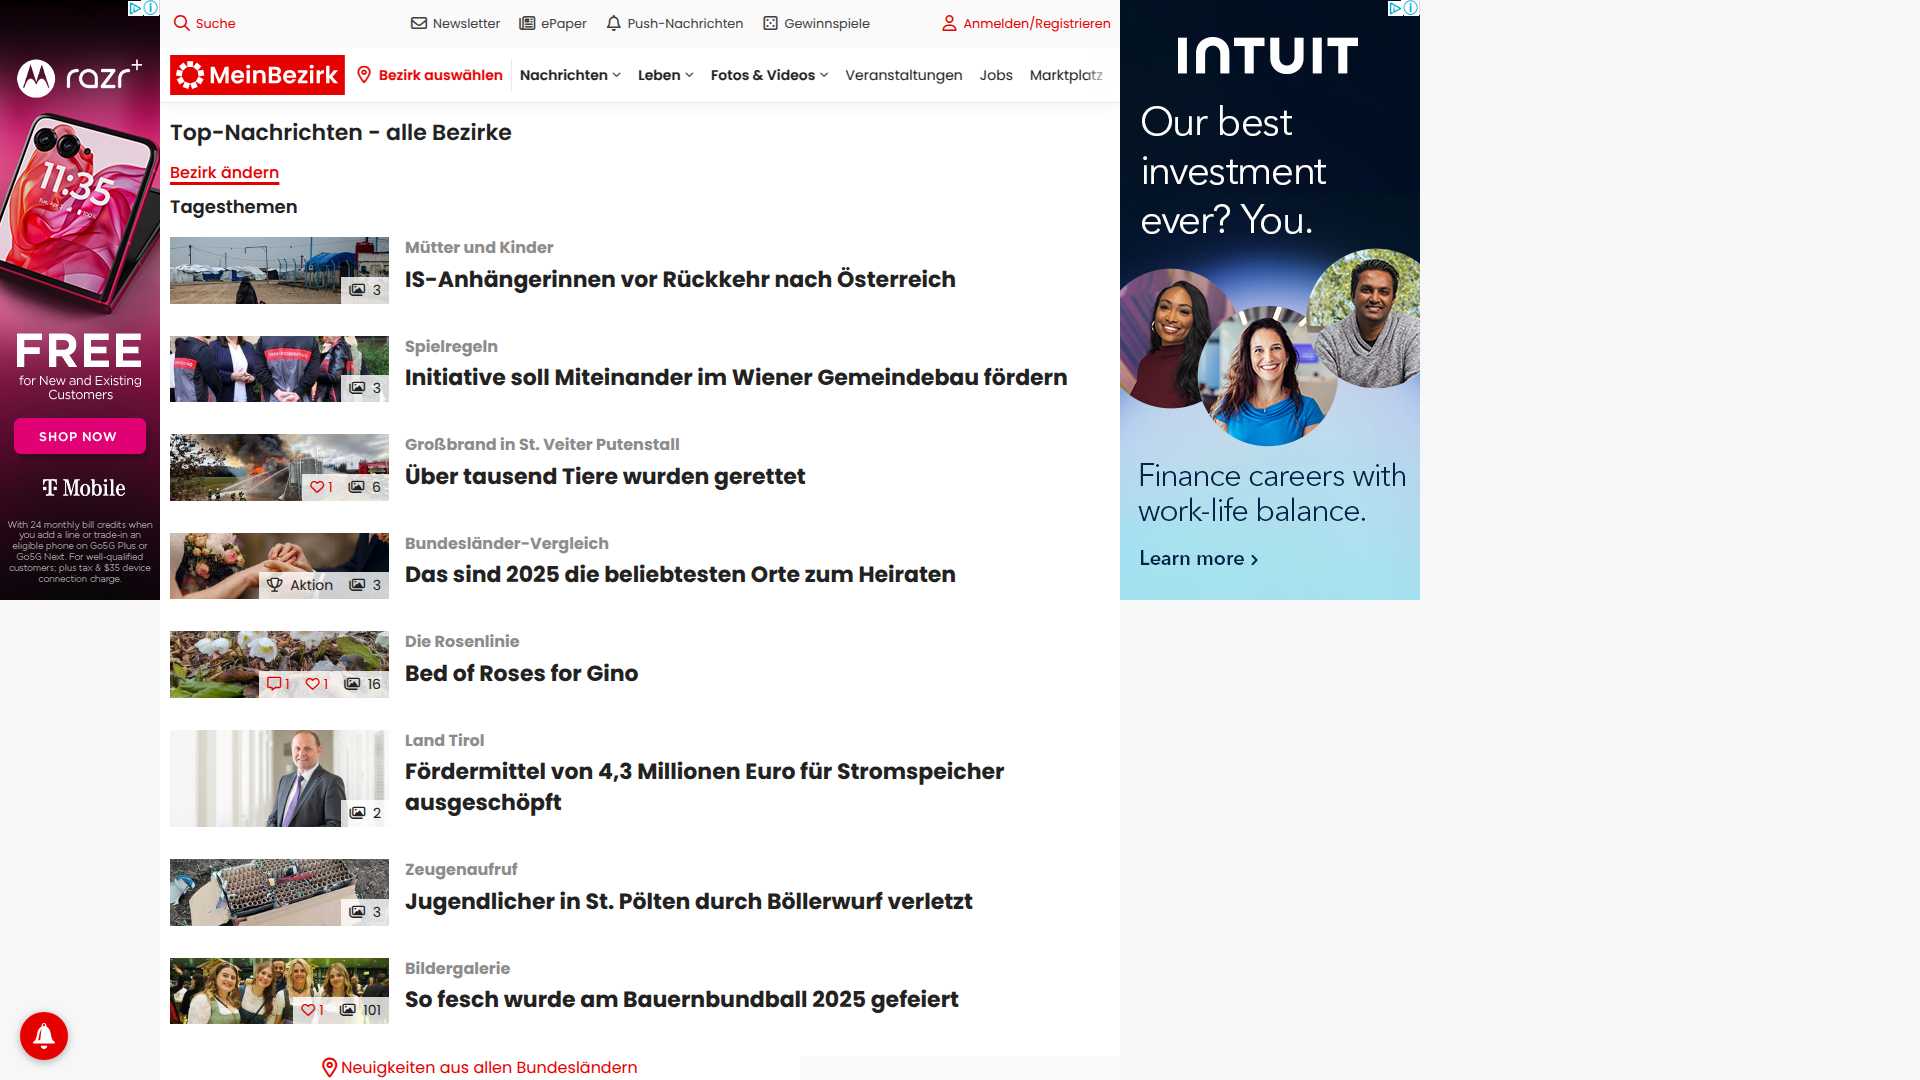 Suche
Newsletter
ePaper
Push-Nachrichten
Gewinnspiele
Anmelden/Registrieren
MeinBezirk
Bezirk auswählen
Nachrichten
Leben
Fotos & Videos
Veranstaltungen
Jobs
Marktplatz
Top-Nachrichten - alle Bezirke
Bezirk ändern
Tagesthemen
3
Mütter und Kinder
IS-Anhängerinnen vor Rückkehr nach Österreich
3
Spielregeln
Initiative soll Miteinander im Wiener Gemeindebau fördern
1 6
Großbrand in St. Veiter Putenstall
Über tausend Tiere wurden gerettet
Aktion 3
Bundesländer-Vergleich
Das sind 2025 die beliebtesten Orte zum Heiraten
1 1 16
Die Rosenlinie
Bed of Roses for Gino
2
Land Tirol
Fördermittel von 4,3 Millionen Euro für Stromspeicher
ausgeschöpft
3
Zeugenaufruf
Jugendlicher in St. Pölten durch Böllerwurf verletzt
1 101
Bildergalerie
So fesch wurde am Bauernbundball 2025 gefeiert
Neuigkeiten aus allen Bundesländern
razr+
11:35
FREE
for New and Existing
Customers
SHOP NOW
T Mobile
With 24 monthly bill credits when
you add a line or trade-in an
eligible phone on Go5G Plus or
Go5G Next. For well-qualified
customers; plus tax & $35 device
connection charge.
INTUIT
Our best
investment
ever? You.
Finance careers with
work-life balance.
Learn more ›